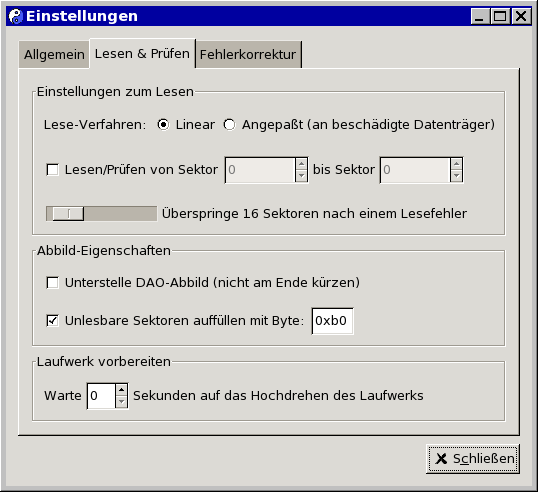 Einstellungen
Allgemein Lesen & Prüfen Fehlerkorrektur
Einstellungen zum Lesen
Lese-Verfahren: Linear Angepaßt (an beschädigte Datenträger)
Lesen/Prüfen von Sektor 0 bis Sektor 0
Überspringe 16 Sektoren nach einem Lesefehler
Abbild-Eigenschaften
Unterstelle DAO-Abbild (nicht am Ende kürzen)
Unlesbare Sektoren auffüllen mit Byte: 0xb0
Laufwerk vorbereiten
Warte 0 Sekunden auf das Hochdrehen des Laufwerks
Schließen